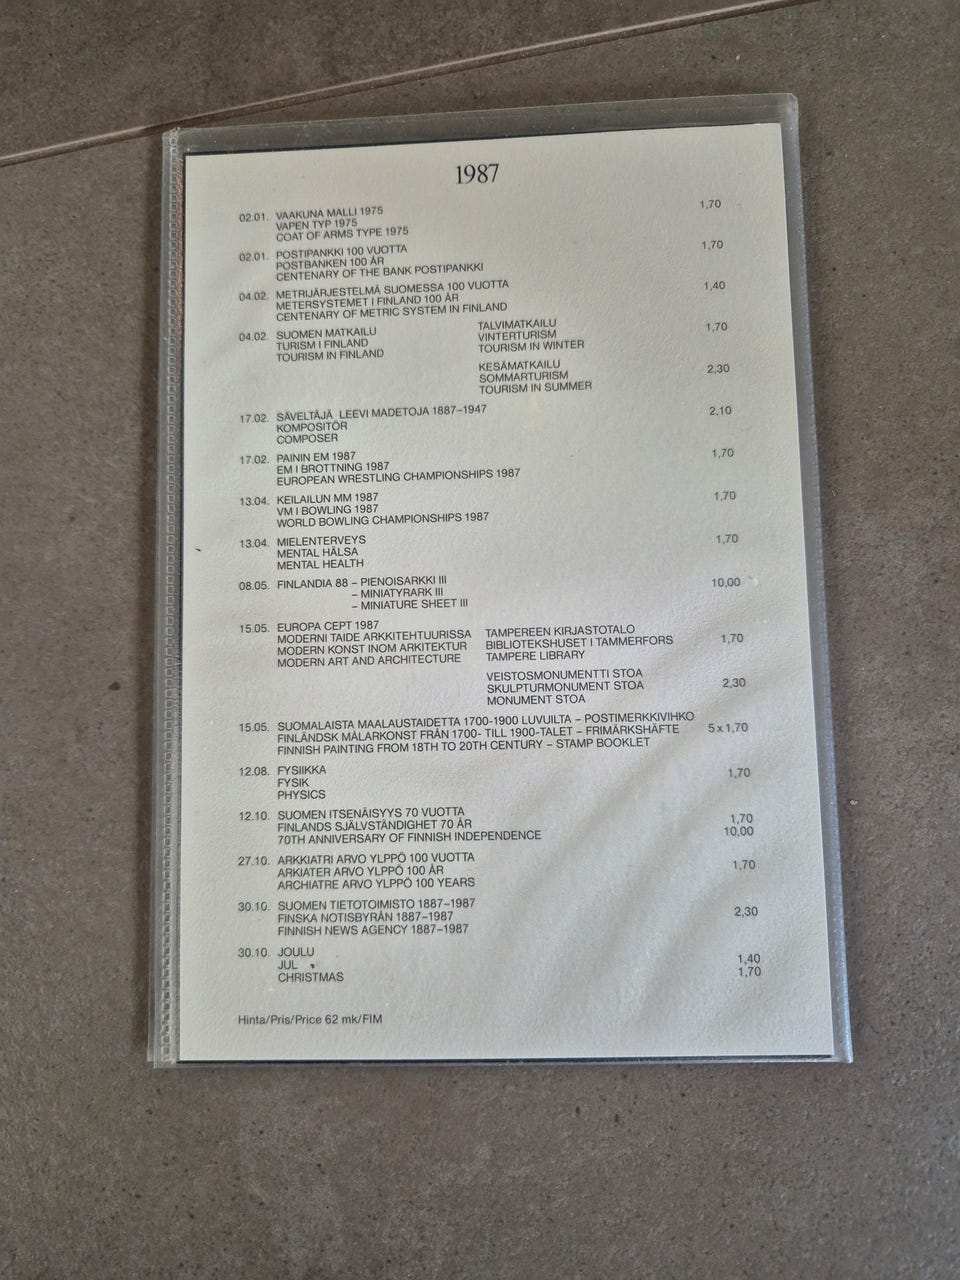 1987
02.01. VAAKUNA MALLI 1975 1,70
VAPEN TYP 1975
COAT OF ARMS TYPE 1975
02.01. POSTIPANKKI 100 VUOTTA 1,70
POSTBANKEN 100 ÅR
CENTENARY OF THE BANK POSTIPANKKI
04.02. METRIJÄRJESTELMÄ SUOMESSA 100 VUOTTA 1,40
METERSYSTEMET I FINLAND 100 ÅR
CENTENARY OF METRIC SYSTEM IN FINLAND
04.02. SUOMEN MATKAILU TALVIMATKAILU 1,70
TURISM I FINLAND VINTERTURISM
TOURISM IN FINLAND TOURISM IN WINTER
KESÄMATKAILU 2,30
SOMMARTURISM
TOURISM IN SUMMER
17.02. SÄVELTÄJÄ LEEVI MADETOJA 1887–1947 2,10
KOMPOSITÖR
COMPOSER
17.02. PAININ EM 1987 1,70
EM I BROTTNING 1987
EUROPEAN WRESTLING CHAMPIONSHIPS 1987
13.04. KEILAILUN MM 1987 1,70
VM I BOWLING 1987
WORLD BOWLING CHAMPIONSHIPS 1987
13.04. MIELENTERVEYS 1,70
MENTAL HÄLSA
MENTAL HEALTH
08.05. FINLANDIA 88 – PIENOISARKKI III 10,00
– MINIATYRARK III
– MINIATURE SHEET III
15.05. EUROPA CEPT 1987
MODERNI TAIDE ARKKITEHTUURISSA TAMPEREEN KIRJASTOTALO
MODERN KONST INOM ARKITEKTUR BIBLIOTEKSHUSET I TAMMERFORS 1,70
MODERN ART AND ARCHITECTURE TAMPERE LIBRARY
VEISTOSMONUMENTTI STOA
SKULPTURMONUMENT STOA 2,30
MONUMENT STOA
15.05. SUOMALAISTA MAALAUSTAIDETTA 1700-1900 LUVUILTA – POSTIMERKKIVIHKO
FINLÄNDSK MÅLARKONST FRÅN 1700- TILL 1900-TALET – FRIMÄRKSHÄFTE 5 x 1,70
FINNISH PAINTING FROM 18TH TO 20TH CENTURY – STAMP BOOKLET
12.08. FYSIIKKA 1,70
FYSIK
PHYSICS
12.10. SUOMEN ITSENÄISYYS 70 VUOTTA
FINLANDS SJÄLVSTÄNDIGHET 70 ÅR 1,70
70TH ANNIVERSARY OF FINNISH INDEPENDENCE 10,00
27.10. ARKKIATRI ARVO YLPPÖ 100 VUOTTA 1,70
ARKIATER ARVO YLPPÖ 100 ÅR
ARCHIATRE ARVO YLPPÖ 100 YEARS
30.10. SUOMEN TIETOTOIMISTO 1887–1987
FINSKA NOTISBYRÅN 1887–1987 2,30
FINNISH NEWS AGENCY 1887–1987
30.10. JOULU
JUL 1,40
CHRISTMAS 1,70
Hinta/Pris/Price 62 mk/FIM